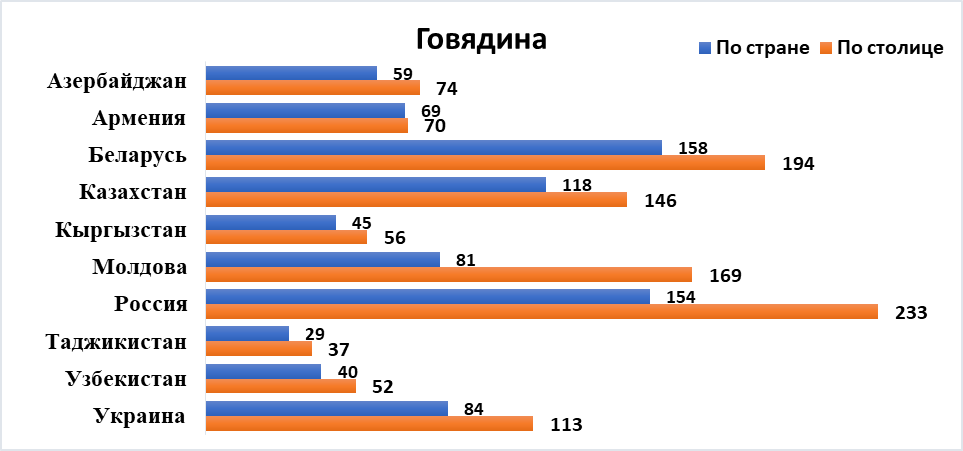 Говядина
По стране По столице
Азербайджан 59
74
Армения 69
70
Беларусь 158
194
Казахстан 118
146
Кыргызстан 45
56
Молдова 81
169
Россия 154
233
Таджикистан 29
37
Узбекистан 40
52
Украина 84
113